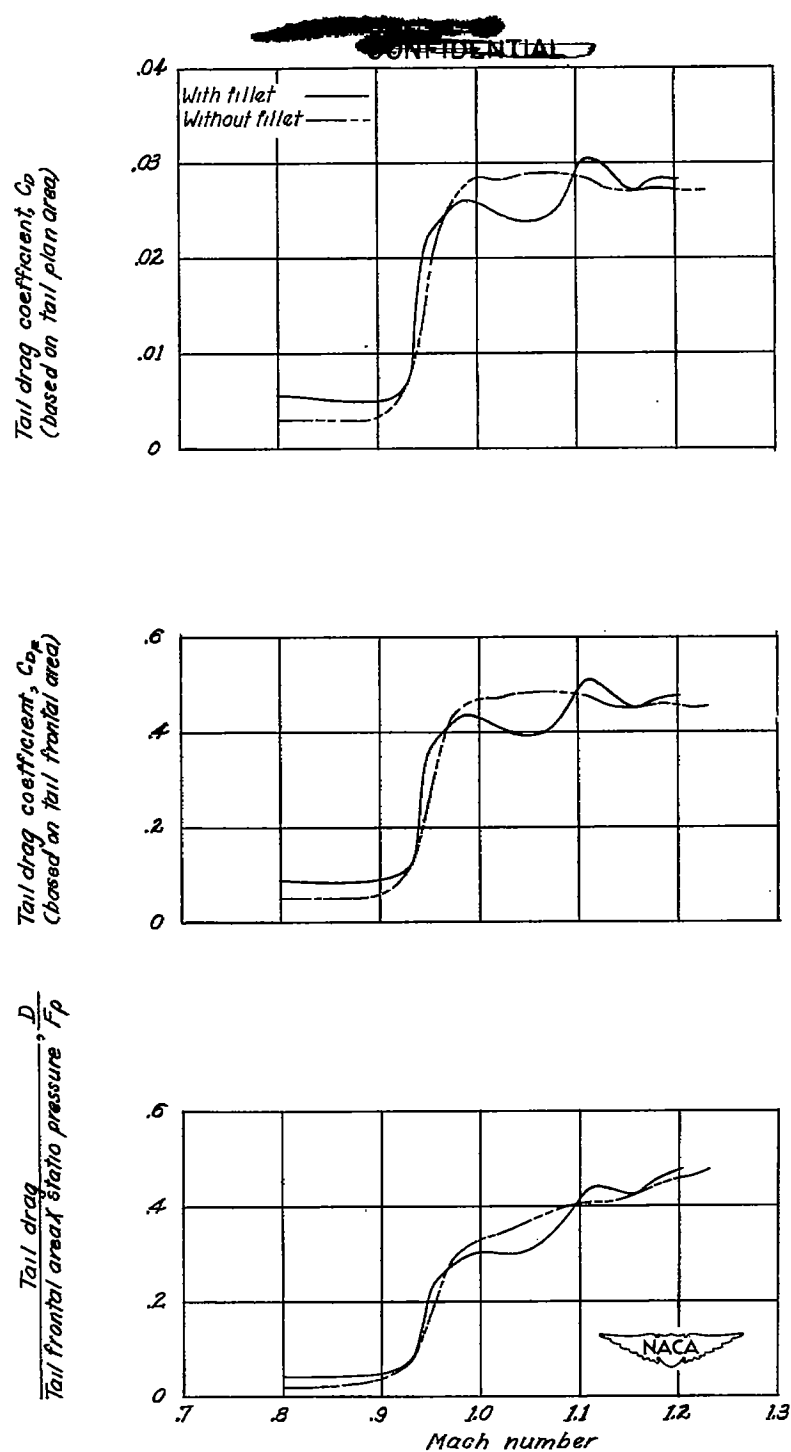 CONFIDENTIAL
Tail drag coefficient, CD
(based on tail plan area)
.04
.03
.02
.01
0
With fillet
Without fillet
Tail drag coefficient, CDF
(based on tail frontal area)
.6
.4
.2
0
Tail drag
Tail frontal area X static pressure
, D
Fp
.6
.4
.2
0
NACA
.7 .8 .9 1.0 1.1 1.2 1.3
Mach number